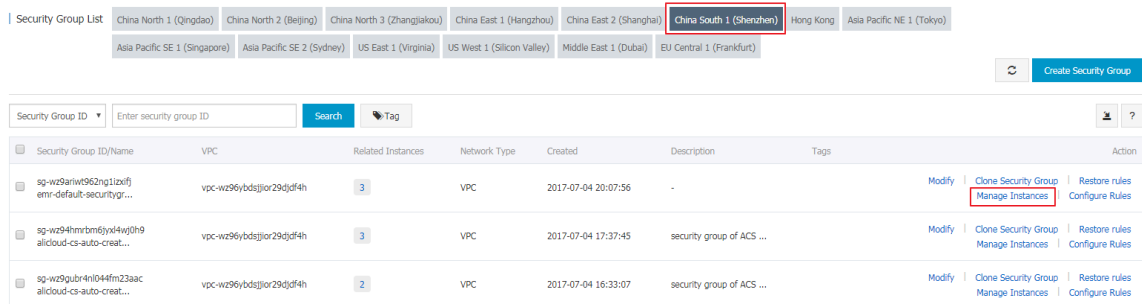 Security Group List China North 1 (Qingdao) China North 2 (Beijing) China North 3 (Zhangjiakou) China East 1 (Hangzhou) China East 2 (Shanghai) China South 1 (Shenzhen) Hong Kong Asia Pacific NE 1 (Tokyo)
Asia Pacific SE 1 (Singapore) Asia Pacific SE 2 (Sydney) US East 1 (Virginia) US West 1 (Silicon Valley) Middle East 1 (Dubai) EU Central 1 (Frankfurt)
Create Security Group
Security Group ID Enter security group ID Search Tag ?
Security Group ID/Name VPC Related Instances Network Type Created Description Tags Action
sg-wz9ariwt962ng1izxifj
emr-default-securitygr... vpc-wz96ybdsjjior29djdf4h 3 VPC 2017-07-04 20:07:56 - Modify Clone Security Group Restore rules
Manage Instances Configure Rules
sg-wz94hmrbm6jyxl4wj0h9
alicloud-cs-auto-creat... vpc-wz96ybdsjjior29djdf4h 3 VPC 2017-07-04 17:37:45 security group of ACS ... Modify Clone Security Group Restore rules
Manage Instances Configure Rules
sg-wz9gubr4nl044fm23aac
alicloud-cs-auto-creat... vpc-wz96ybdsjjior29djdf4h 2 VPC 2017-07-04 16:33:07 security group of ACS ... Modify Clone Security Group Restore rules
Manage Instances Configure Rules